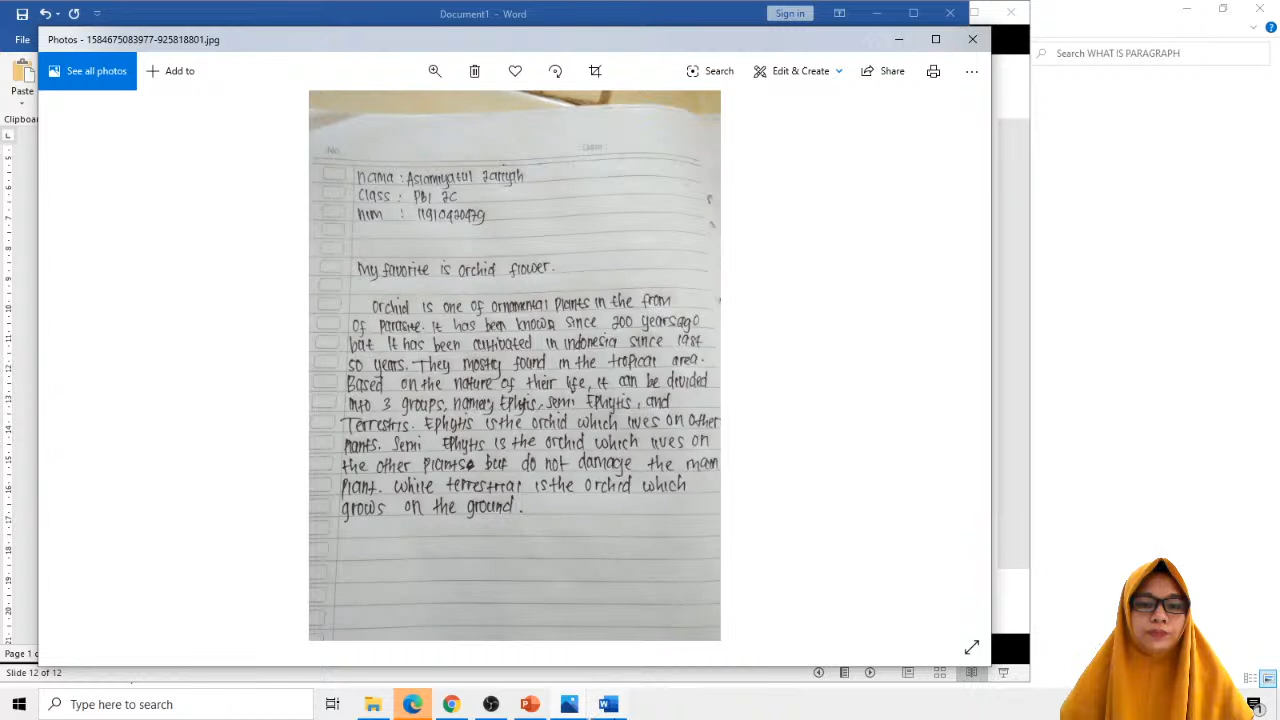 Document1 - Word
Sign in
File
Photos - 1584675083977-925818801.jpg
Search WHAT IS PARAGRAPH
See all photos
Add to
Search
Edit & Create
Share
Paste
Clipboa
No.
Date:
Nama : Aslamiyatul Zariyah
Class : PBI 2C
Nim : 11910420479
My favorite is orchid flower.
Orchid is one of ornamental plants in the from
Of parasite. It has been known since 200 years ago
but it has been cultivated in indonesia since
50 years. They mostly found in the tropical area.
Based on the nature of their life, it can be divided
into 3 groups, namely Ephytis, semi Ephytis, and
Terrestris. Ephytis is the orchid which lives on other
plants. Semi Ephytis is the orchid which lives on
the other plants but do not damage the main
plant. While terrestrial is the orchid which
grows on the ground.
Page 1 o
Slide 12 of 12
Type here to search